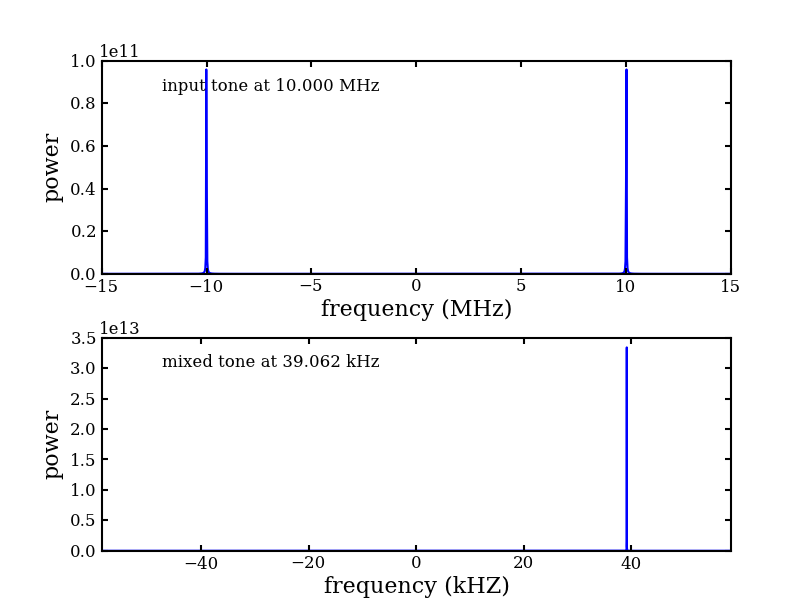 1e11
1.0
input tone at 10.000 MHz
0.8
0.6
power
0.4
0.2
0.0
−15 −10 −5 0 5 10 15
frequency (MHz)
1e13
3.5
mixed tone at 39.062 kHz
3.0
2.5
2.0
power
1.5
1.0
0.5
0.0
−40 −20 0 20 40
frequency (kHZ)